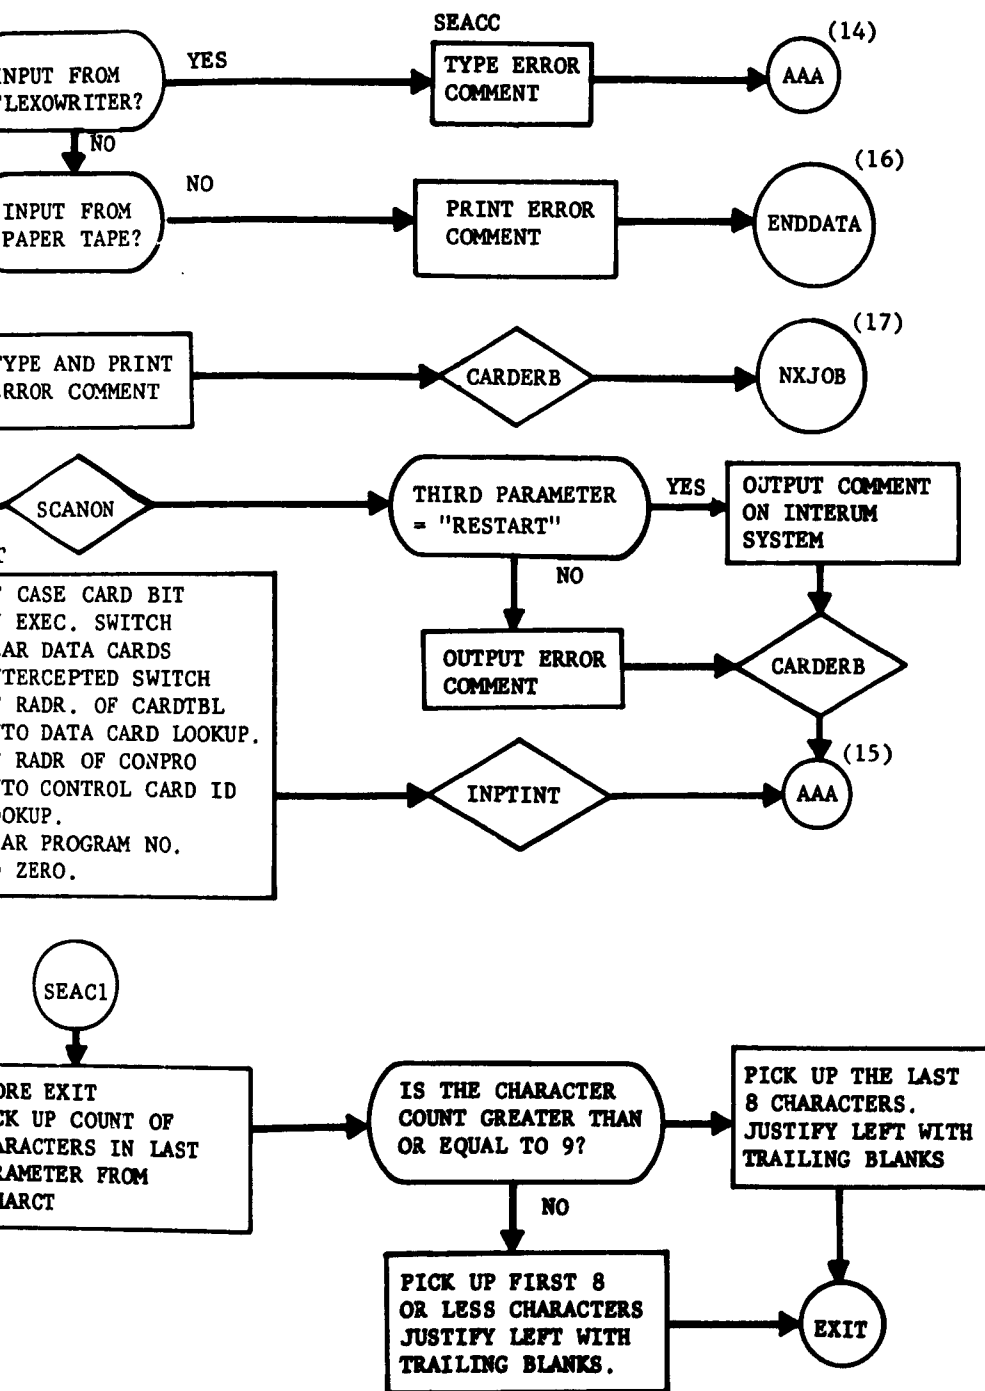 SEACC
(14)
INPUT FROM
FLEXOWRITER?
YES
TYPE ERROR
COMMENT
AAA
NO
(16)
INPUT FROM
PAPER TAPE?
NO
PRINT ERROR
COMMENT
ENDDATA
(17)
TYPE AND PRINT
ERROR COMMENT
CARDERB
NXJOB
SCANON
THIRD PARAMETER
= "RESTART"
YES
OUTPUT COMMENT
ON INTERUM
SYSTEM
NO
OUTPUT ERROR
COMMENT
CARDERB
T
T CASE CARD BIT
EXEC. SWITCH
EAR DATA CARDS
NTERCEPTED SWITCH
T RADR. OF CARDTBL
NTO DATA CARD LOOKUP.
RADR OF CONPRO
NTO CONTROL CARD ID
OOKUP.
EAR PROGRAM NO.
ZERO.
INPTINT
(15)
AAA
SEAC1
ORE EXIT
CK UP COUNT OF
ARACTERS IN LAST
RAMETER FROM
HARCT
IS THE CHARACTER
COUNT GREATER THAN
OR EQUAL TO 9?
PICK UP THE LAST
8 CHARACTERS.
JUSTIFY LEFT WITH
TRAILING BLANKS
NO
PICK UP FIRST 8
OR LESS CHARACTERS
JUSTIFY LEFT WITH
TRAILING BLANKS.
EXIT